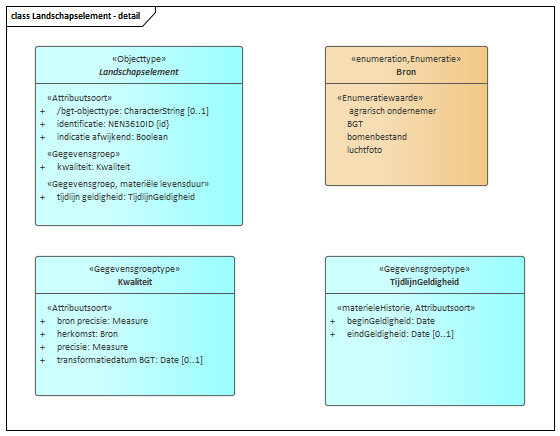 class Landschapselement - detail
«Objecttype»
Landschapselement
«Attribuutsoort»
+ /bgt-objecttype: CharacterString [0..1]
+ identificatie: NEN3610ID {id}
+ indicatie afwijkend: Boolean
«Gegevensgroep»
+ kwaliteit: Kwaliteit
«Gegevensgroep, materiële levensduur»
+ tijdlijn geldigheid: TijdlijnGeldigheid
«enumeration,Enumeratie»
Bron
«Enumeratiewaarde»
agrarisch ondernemer
BGT
bomenbestand
luchtfoto
«Gegevensgroeptype»
Kwaliteit
«Attribuutsoort»
+ bron precisie: Measure
+ herkomst: Bron
+ precisie: Measure
+ transformatiedatum BGT: Date [0..1]
«Gegevensgroeptype»
TijdlijnGeldigheid
«materieleHistorie, Attribuutsoort»
+ beginGeldigheid: Date
+ eindGeldigheid: Date [0..1]